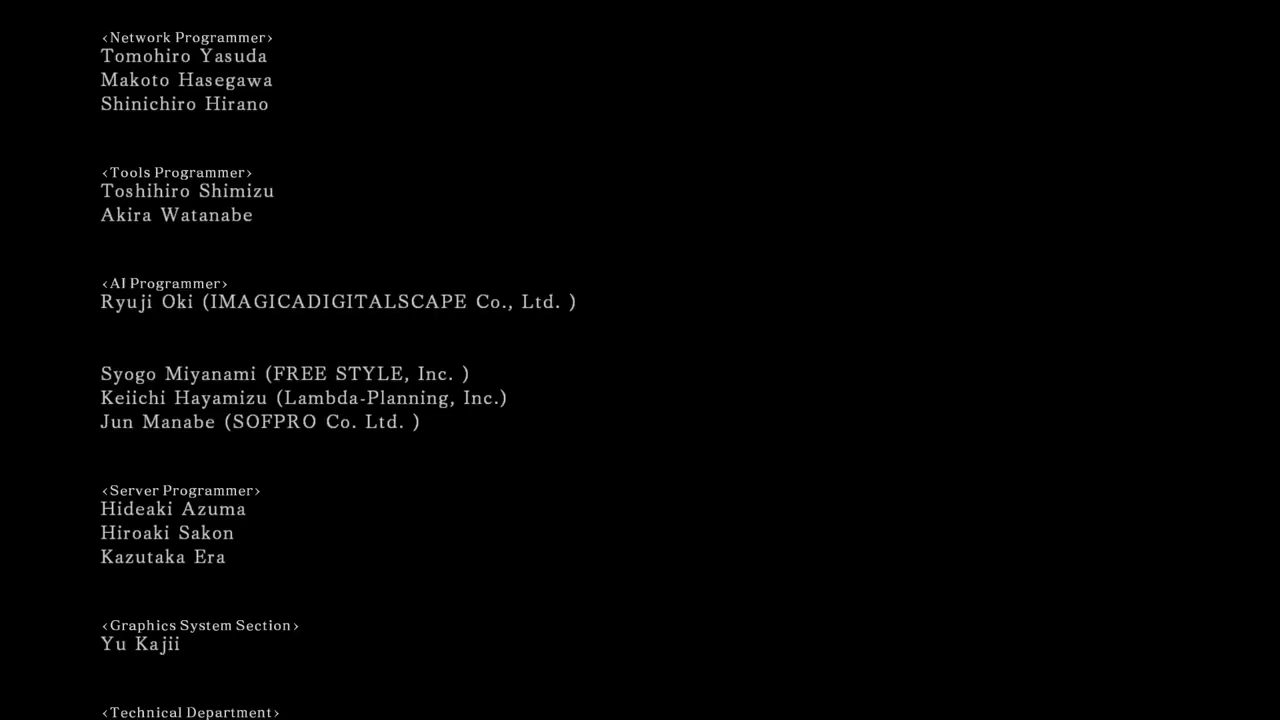 <Network Programmer>
Tomohiro Yasuda
Makoto Hasegawa
Shinichiro Hirano
<Tools Programmer>
Toshihiro Shimizu
Akira Watanabe
<AI Programmer>
Ryuji Oki (IMAGICADIGITALSCAPE Co., Ltd. )
Syogo Miyanami (FREE STYLE, Inc. )
Keiichi Hayamizu (Lambda-Planning, Inc.)
Jun Manabe (SOFPRO Co. Ltd. )
<Server Programmer>
Hideaki Azuma
Hiroaki Sakon
Kazutaka Era
<Graphics System Section>
Yu Kajii
<Technical Department>